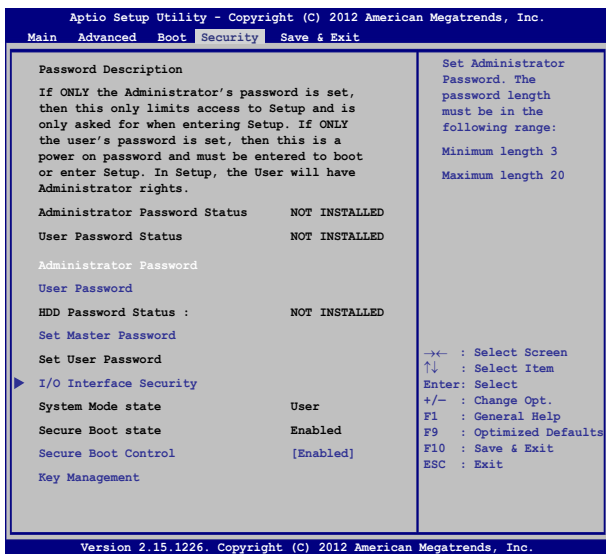 Aptio Setup Utility - Copyright (C) 2012 American Megatrends, Inc.
Main Advanced Boot Security Save & Exit
Password Description
If ONLY the Administrator's password is set,
then this only limits access to Setup and is
only asked for when entering Setup. If ONLY
the user's password is set, then this is a
power on password and must be entered to boot
or enter Setup. In Setup, the User will have
Administrator rights.
Administrator Password Status NOT INSTALLED
User Password Status NOT INSTALLED
Administrator Password
User Password
HDD Password Status : NOT INSTALLED
Set Master Password
Set User Password
I/O Interface Security
System Mode state User
Secure Boot state Enabled
Secure Boot Control [Enabled]
Key Management
Set Administrator
Password. The
password length
must be in the
following range:
Minimum length 3
Maximum length 20
→← : Select Screen
↑↓ : Select Item
Enter: Select
+/— : Change Opt.
F1 : General Help
F9 : Optimized Defaults
F10 : Save & Exit
ESC : Exit
Version 2.15.1226. Copyright (C) 2012 American Megatrends, Inc.